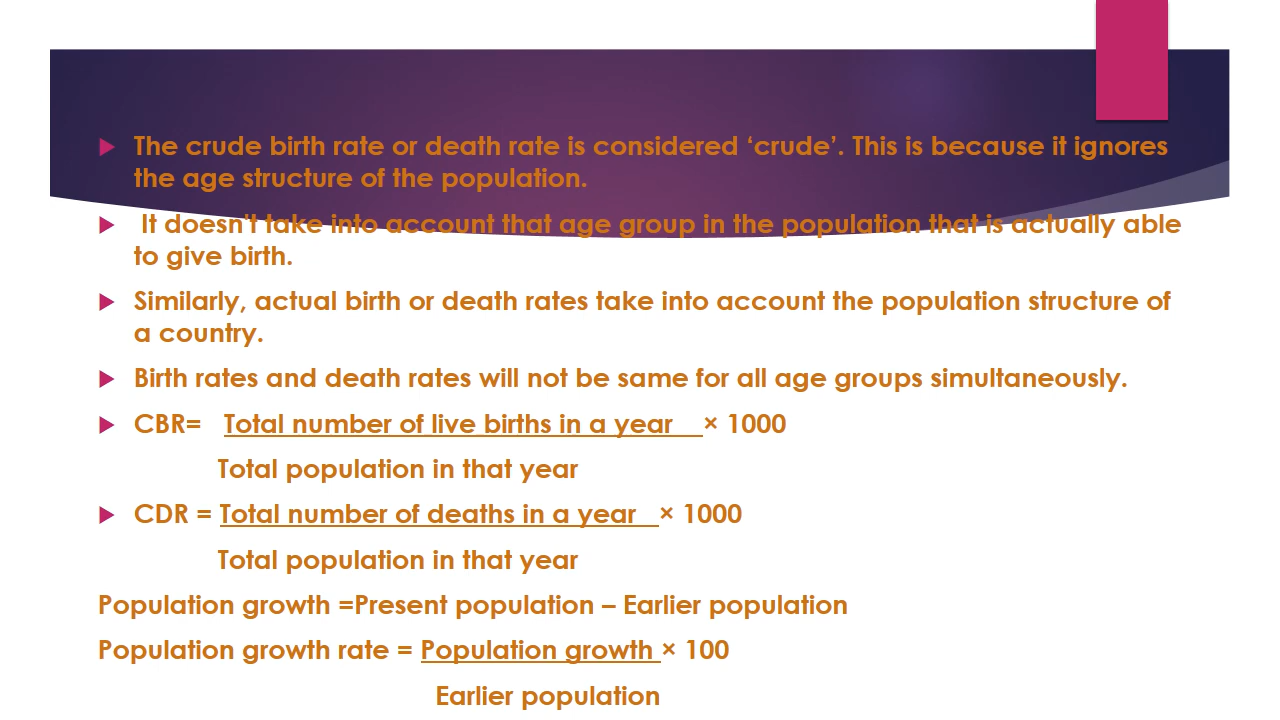 The crude birth rate or death rate is considered ‘crude’. This is because it ignores
the age structure of the population.
It doesn't take into account that age group in the population that is actually able
to give birth.
Similarly, actual birth or death rates take into account the population structure of
a country.
Birth rates and death rates will not be same for all age groups simultaneously.
CBR= Total number of live births in a year × 1000
Total population in that year
CDR = Total number of deaths in a year × 1000
Total population in that year
Population growth =Present population – Earlier population
Population growth rate = Population growth × 100
Earlier population